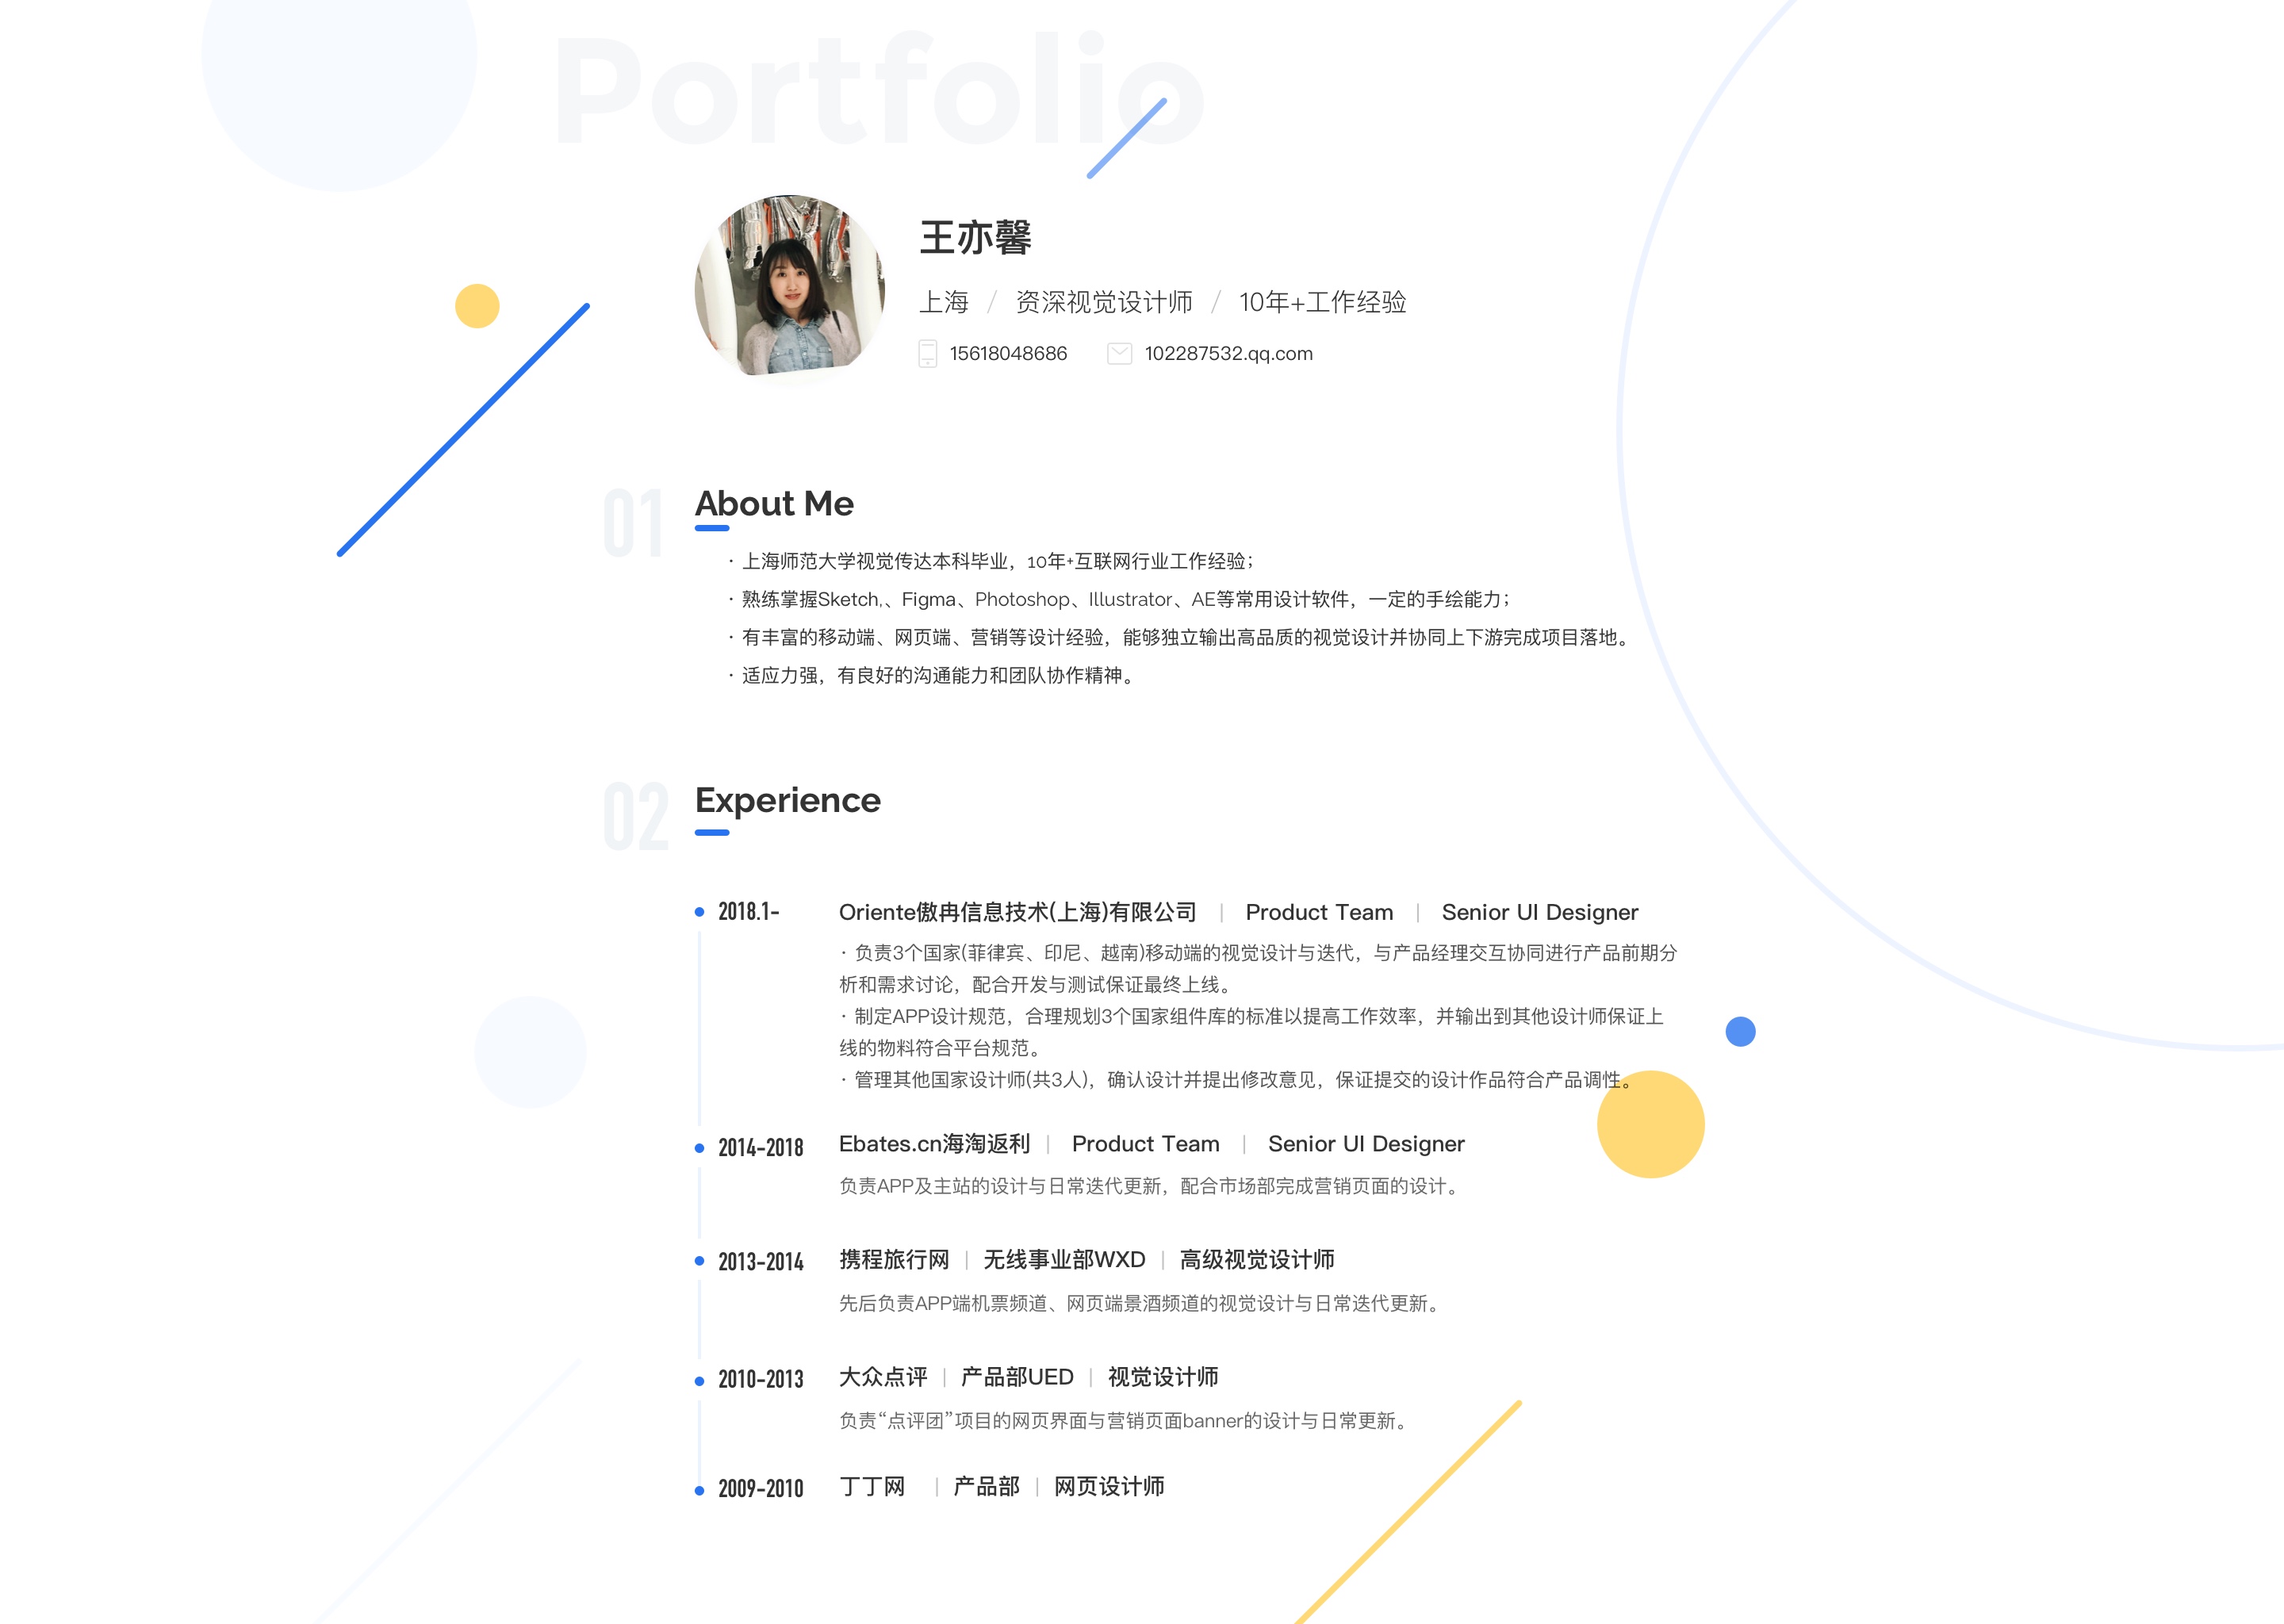 Portfolio
王亦馨
上海 / 资深视觉设计师 / 10年+工作经验
15618048686 102287532.qq.com
01 About Me
· 上海师范大学视觉传达本科毕业，10年+互联网行业工作经验；
· 熟练掌握Sketch,、Figma、Photoshop、Illustrator、AE等常用设计软件，一定的手绘能力；
· 有丰富的移动端、网页端、营销等设计经验，能够独立输出高品质的视觉设计并协同上下游完成项目落地。
· 适应力强，有良好的沟通能力和团队协作精神。
02 Experience
2018.1- Oriente傲冉信息技术(上海)有限公司 | Product Team | Senior UI Designer
· 负责3个国家(菲律宾、印尼、越南)移动端的视觉设计与迭代，与产品经理交互协同进行产品前期分
析和需求讨论，配合开发与测试保证最终上线。
· 制定APP设计规范，合理规划3个国家组件库的标准以提高工作效率，并输出到其他设计师保证上
线的物料符合平台规范。
· 管理其他国家设计师(共3人)，确认设计并提出修改意见，保证提交的设计作品符合产品调性。
2014-2018 Ebates.cn海淘返利 | Product Team | Senior UI Designer
负责APP及主站的设计与日常迭代更新，配合市场部完成营销页面的设计。
2013-2014 携程旅行网 | 无线事业部WXD | 高级视觉设计师
先后负责APP端机票频道、网页端景酒频道的视觉设计与日常迭代更新。
2010-2013 大众点评 | 产品部UED | 视觉设计师
负责“点评团”项目的网页界面与营销页面banner的设计与日常更新。
2009-2010 丁丁网 | 产品部 | 网页设计师